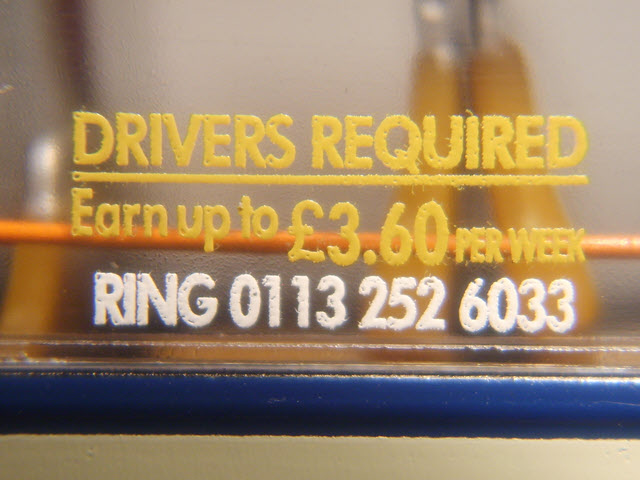 DRIVERS REQUIRED
Earn up to £3.60 PER WEEK
RING 0113 252 6033